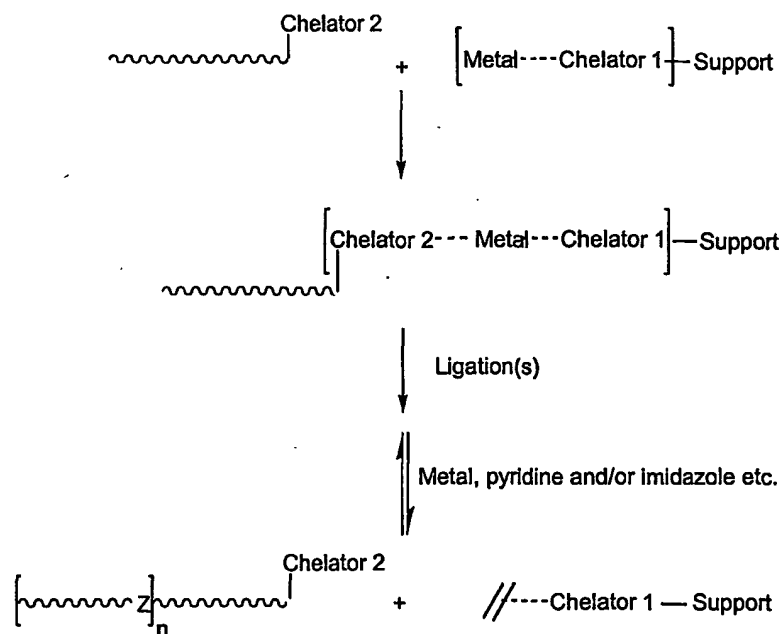 Chelator 2
+ [Metal----Chelator 1]—Support
[Chelator 2--- Metal---Chelator 1]—Support
Ligation(s)
Metal, pyridine and/or imidazole etc.
Chelator 2
[ Z]n + //----Chelator 1 — Support